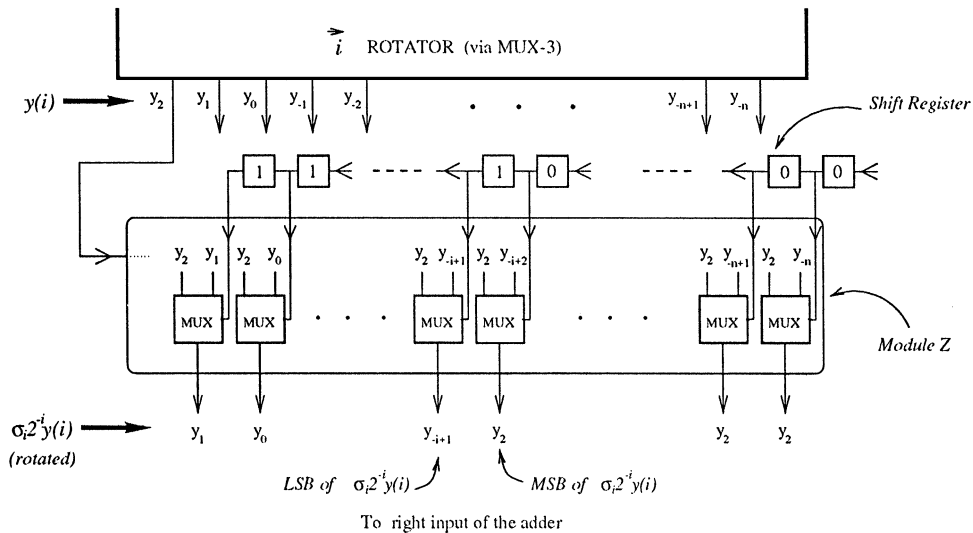 i ROTATOR (via MUX-3)
y(i) y₂ y₁ y₀ y₋₁ y₋₂ . . . y₋ₙ₊₁ y₋ₙ
Shift Register
1 1 1 0 0 0
y₂ y₁ y₂ y₀ y₂ y₋ᵢ₊₁ y₂ y₋ᵢ₊₂ y₂ y₋ₙ₊₁ y₂ y₋ₙ
MUX MUX . . . MUX MUX . . . MUX MUX
Module Z
σᵢ2⁻ⁱy(i) y₁ y₀ y₋ᵢ₊₁ y₂ y₂ y₂
(rotated)
LSB of σᵢ2⁻ⁱy(i) MSB of σᵢ2⁻ⁱy(i)
To right input of the adder